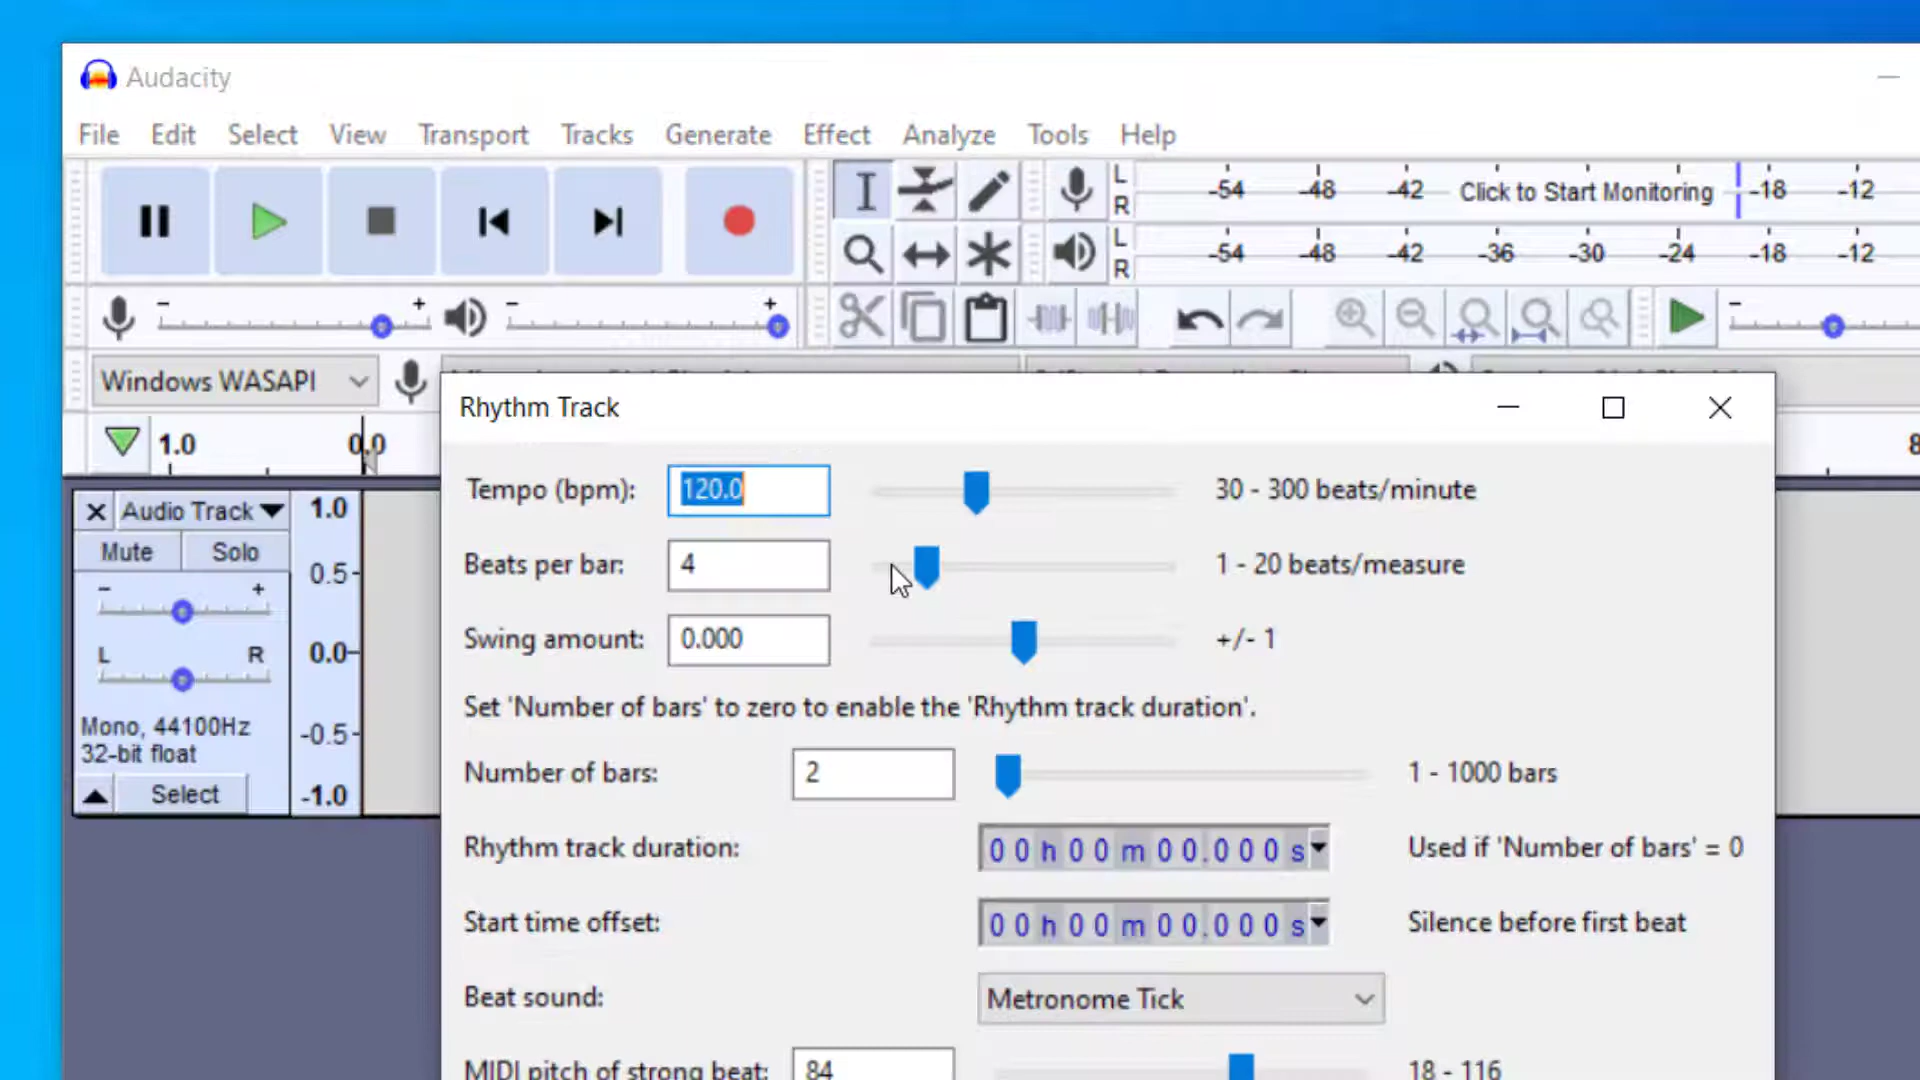 Audacity
File Edit Select View Transport Tracks Generate Effect Analyze Tools Help
L
R
-54 -48 -42 Click to Start Monitoring -18 -12
L
R
-54 -48 -42 -36 -30 -24 -18 -12
- + - + -
Windows WASAPI
1.0 0.0 8
Rhythm Track
Audio Track
Mute Solo
- +
L R
Mono, 44100Hz
32-bit float
Select
1.0
0.5
0.0
-0.5
-1.0
Tempo (bpm): 120.0 30 - 300 beats/minute
Beats per bar: 4 1 - 20 beats/measure
Swing amount: 0.000 +/- 1
Set 'Number of bars' to zero to enable the 'Rhythm track duration'.
Number of bars: 2 1 - 1000 bars
Rhythm track duration: 00h00m00.000s Used if 'Number of bars' = 0
Start time offset: 00h00m00.000s Silence before first beat
Beat sound: Metronome Tick
MIDI pitch of strong beat: 84 18 - 116